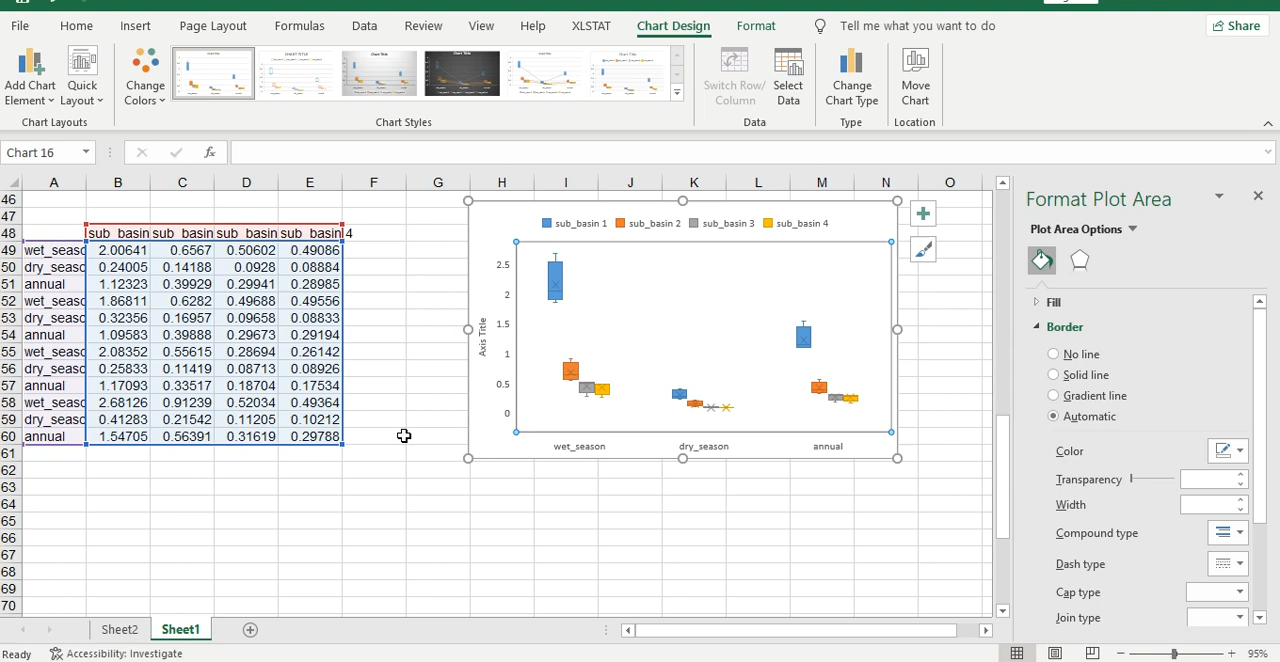 File Home Insert Page Layout Formulas Data Review View Help XLSTAT Chart Design Format Tell me what you want to do Share
Add Chart Element
Quick Layout
Change Colors
Switch Row/ Column
Select Data
Change Chart Type
Move Chart
Chart Layouts Chart Styles Data Type Location
Chart 16 fx
A B C D E F G H I J K L M N O
46
47
48 sub_basin sub_basin sub_basin sub_basin 4
49 wet_seaso 2.00641 0.6567 0.50602 0.49086
50 dry_seasc 0.24005 0.14188 0.0928 0.08884
51 annual 1.12323 0.39929 0.29941 0.28985
52 wet_seaso 1.86811 0.6282 0.49688 0.49556
53 dry_seasc 0.32356 0.16957 0.09658 0.08833
54 annual 1.09583 0.39888 0.29673 0.29194
55 wet_seaso 2.08352 0.55615 0.28694 0.26142
56 dry_seasc 0.25833 0.11419 0.08713 0.08926
57 annual 1.17093 0.33517 0.18704 0.17534
58 wet_seaso 2.68126 0.91239 0.52034 0.49364
59 dry_seasc 0.41283 0.21542 0.11205 0.10212
60 annual 1.54705 0.56391 0.31619 0.29788
61
62
63
64
65
66
67
68
69
70
sub_basin 1 sub_basin 2 sub_basin 3 sub_basin 4
Axis Title
2.5
2
1.5
1
0.5
0
wet_season dry_season annual
Format Plot Area
Plot Area Options
Fill
Border
No line
Solid line
Gradient line
Automatic
Color
Transparency
Width
Compound type
Dash type
Cap type
Join type
Sheet2 Sheet1
Ready Accessibility: Investigate 95%